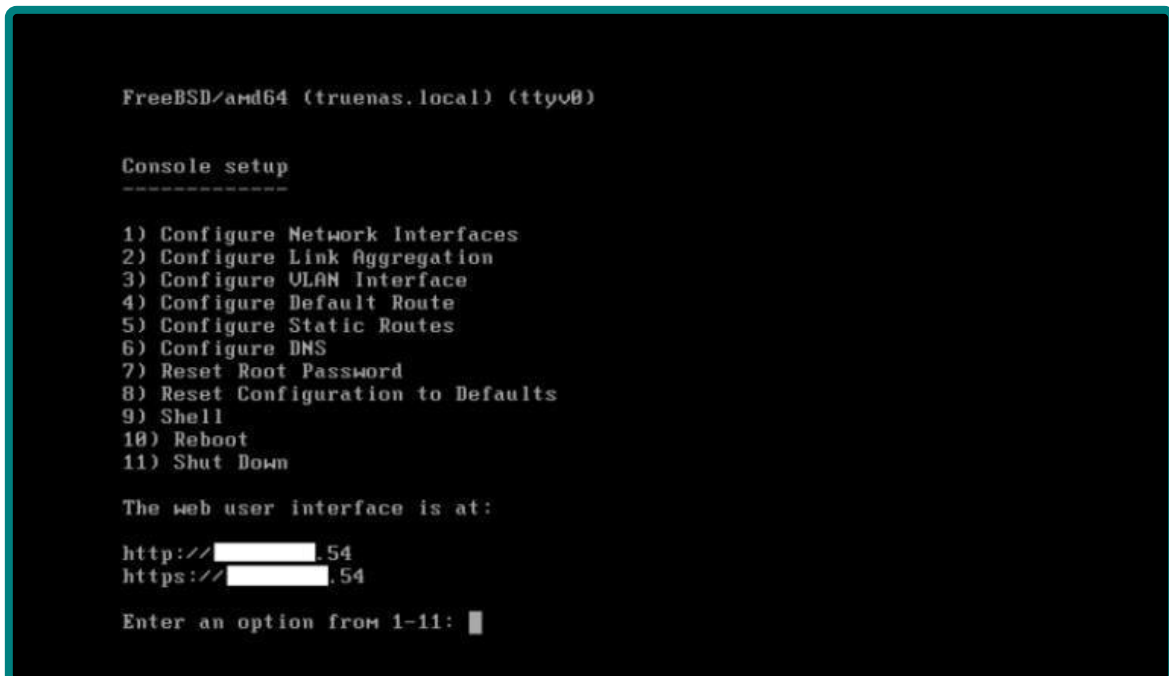 FreeBSD/amd64 (truenas.local) (ttyv0)
Console setup
-------------
1) Configure Network Interfaces
2) Configure Link Aggregation
3) Configure VLAN Interface
4) Configure Default Route
5) Configure Static Routes
6) Configure DNS
7) Reset Root Password
8) Reset Configuration to Defaults
9) Shell
10) Reboot
11) Shut Down
The web user interface is at:
http:// .54
https:// .54
Enter an option from 1-11: